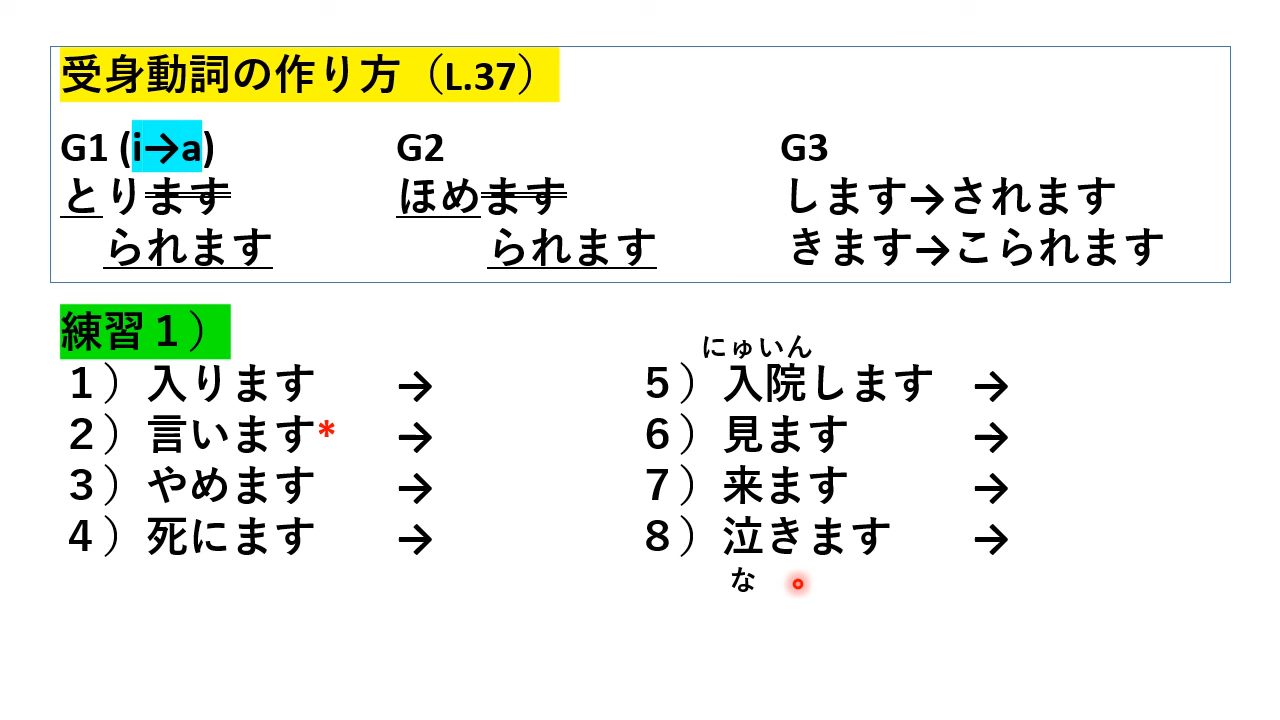 受身動詞の作り方（L.37）
G1 (i→a) G2 G3
とります ほめます します→されます
られます られます きます→こられます
練習１）
にゅいん
１）入ります → ５）入院します →
２）言います* → ６）見ます →
３）やめます → ７）来ます →
４）死にます → ８）泣きます →
な